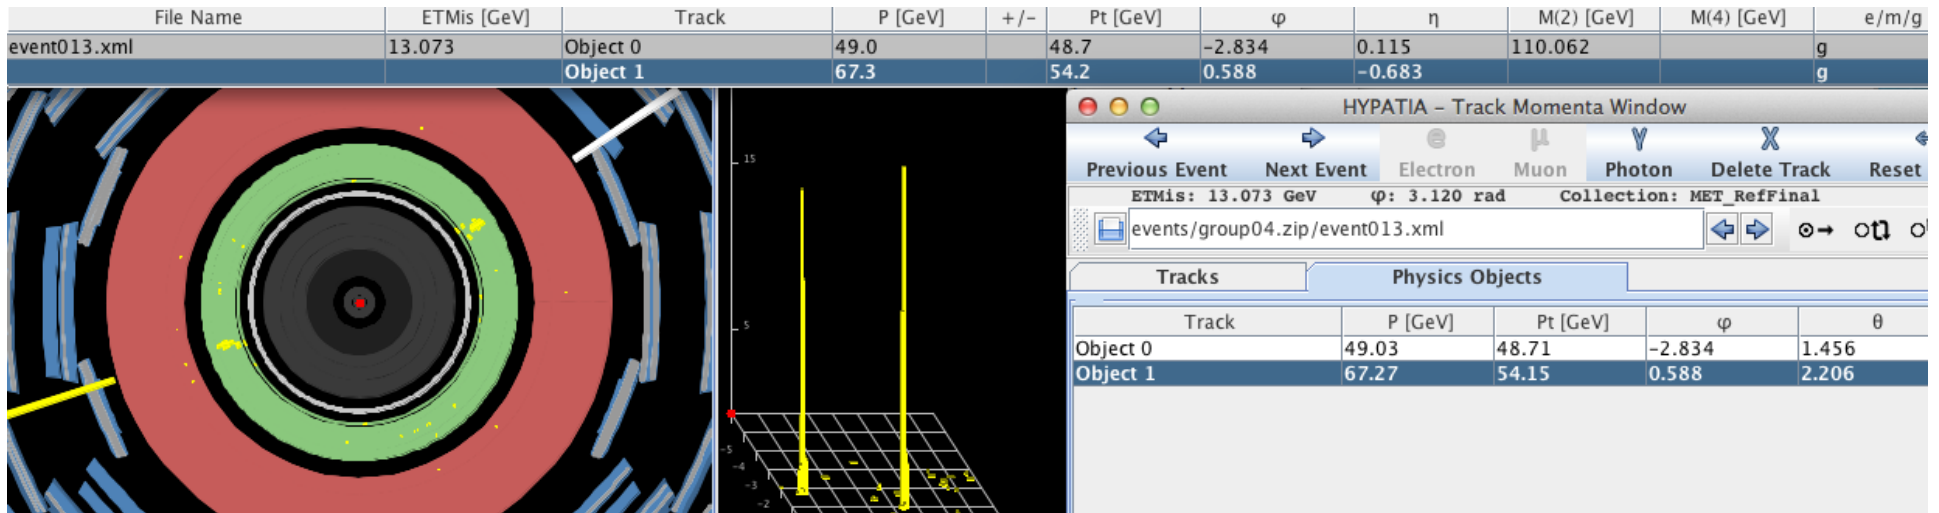 File Name ETMis [GeV] Track P [GeV] +/- Pt [GeV] φ η M(2) [GeV] M(4) [GeV] e/m/g
event013.xml 13.073 Object 0 49.0 48.7 -2.834 0.115 110.062 g
Object 1 67.3 54.2 0.588 -0.683 g
15
5
-5
-4
-3
-2
HYPATIA - Track Momenta Window
Previous Event Next Event Electron Muon Photon Delete Track Reset
ETMis: 13.073 GeV φ: 3.120 rad Collection: MET_RefFinal
events/group04.zip/event013.xml
Tracks Physics Objects
Track P [GeV] Pt [GeV] φ θ
Object 0 49.03 48.71 -2.834 1.456
Object 1 67.27 54.15 0.588 2.206